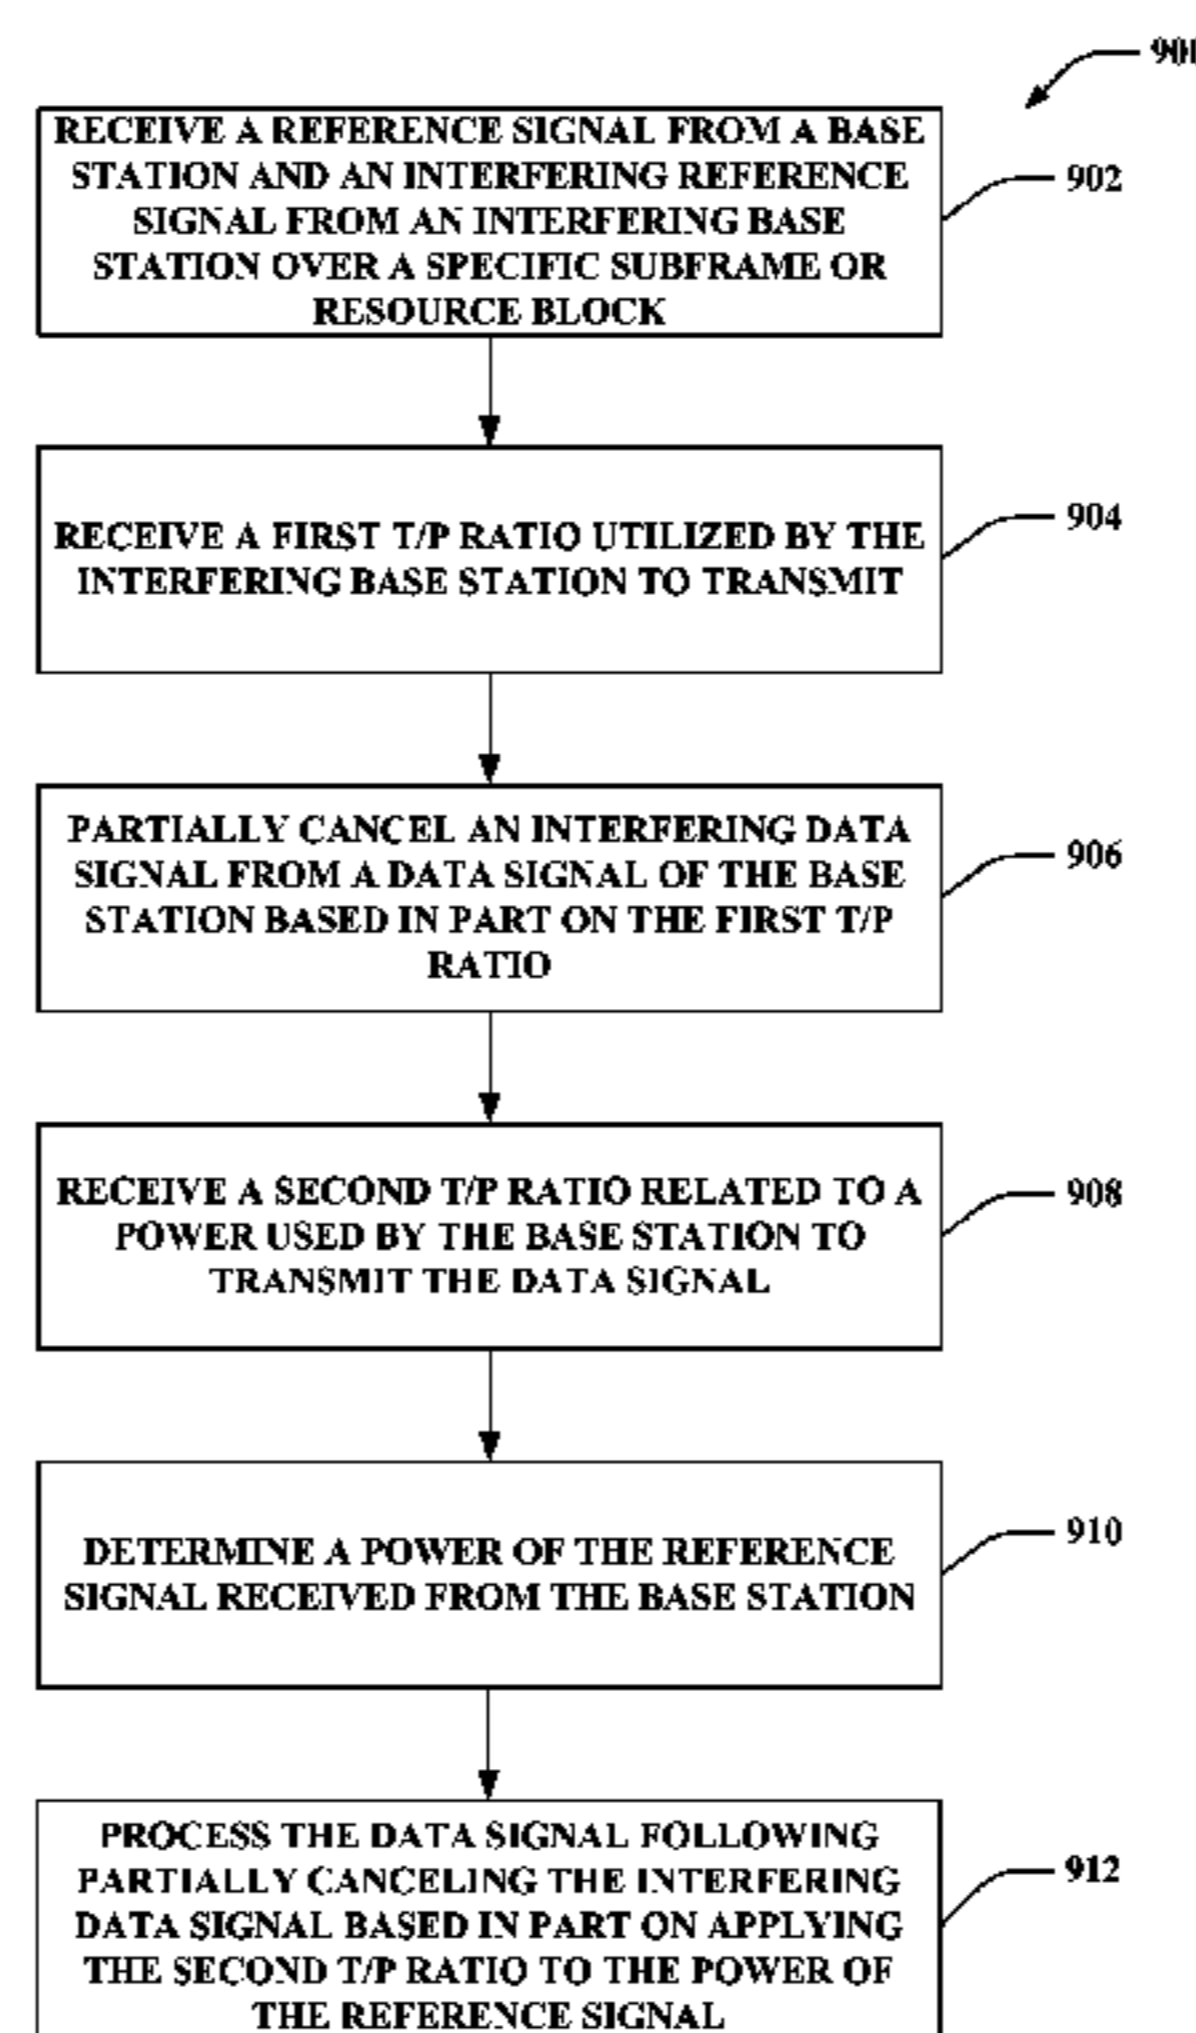 RECEIVE A REFERENCE SIGNAL FROM A BASE
STATION AND AN INTERFERING REFERENCE
SIGNAL FROM AN INTERFERING BASE
STATION OVER A SPECIFIC SUBFRAME OR
RESOURCE BLOCK
902
RECEIVE A FIRST T/P RATIO UTILIZED BY THE
INTERFERING BASE STATION TO TRANSMIT
904
PARTIALLY CANCEL AN INTERFERING DATA
SIGNAL FROM A DATA SIGNAL OF THE BASE
STATION BASED IN PART ON THE FIRST T/P
RATIO
906
RECEIVE A SECOND T/P RATIO RELATED TO A
POWER USED BY THE BASE STATION TO
TRANSMIT THE DATA SIGNAL
908
DETERMINE A POWER OF THE REFERENCE
SIGNAL RECEIVED FROM THE BASE STATION
910
PROCESS THE DATA SIGNAL FOLLOWING
PARTIALLY CANCELING THE INTERFERING
DATA SIGNAL BASED IN PART ON APPLYING
THE SECOND T/P RATIO TO THE POWER OF
THE REFERENCE SIGNAL
912